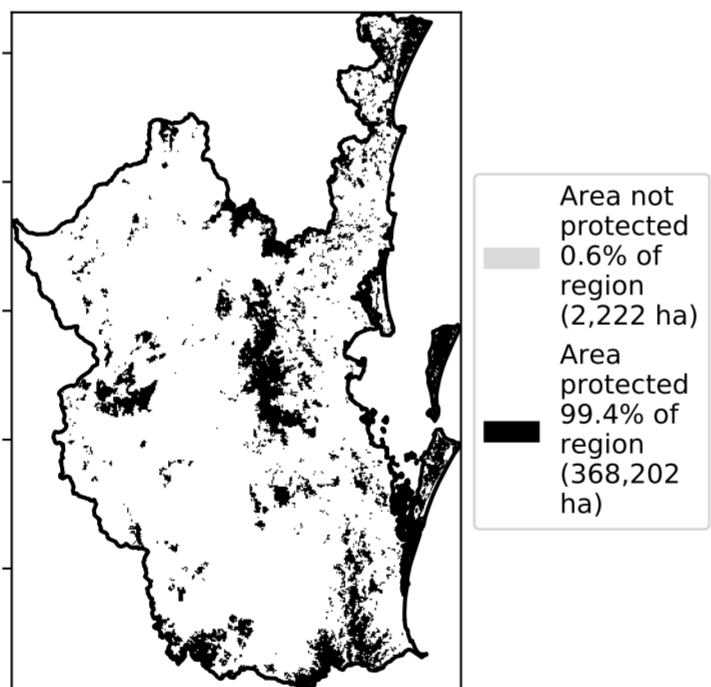 Area not
protected
0.6% of
region
(2,222 ha)
Area
protected
99.4% of
region
(368,202
ha)